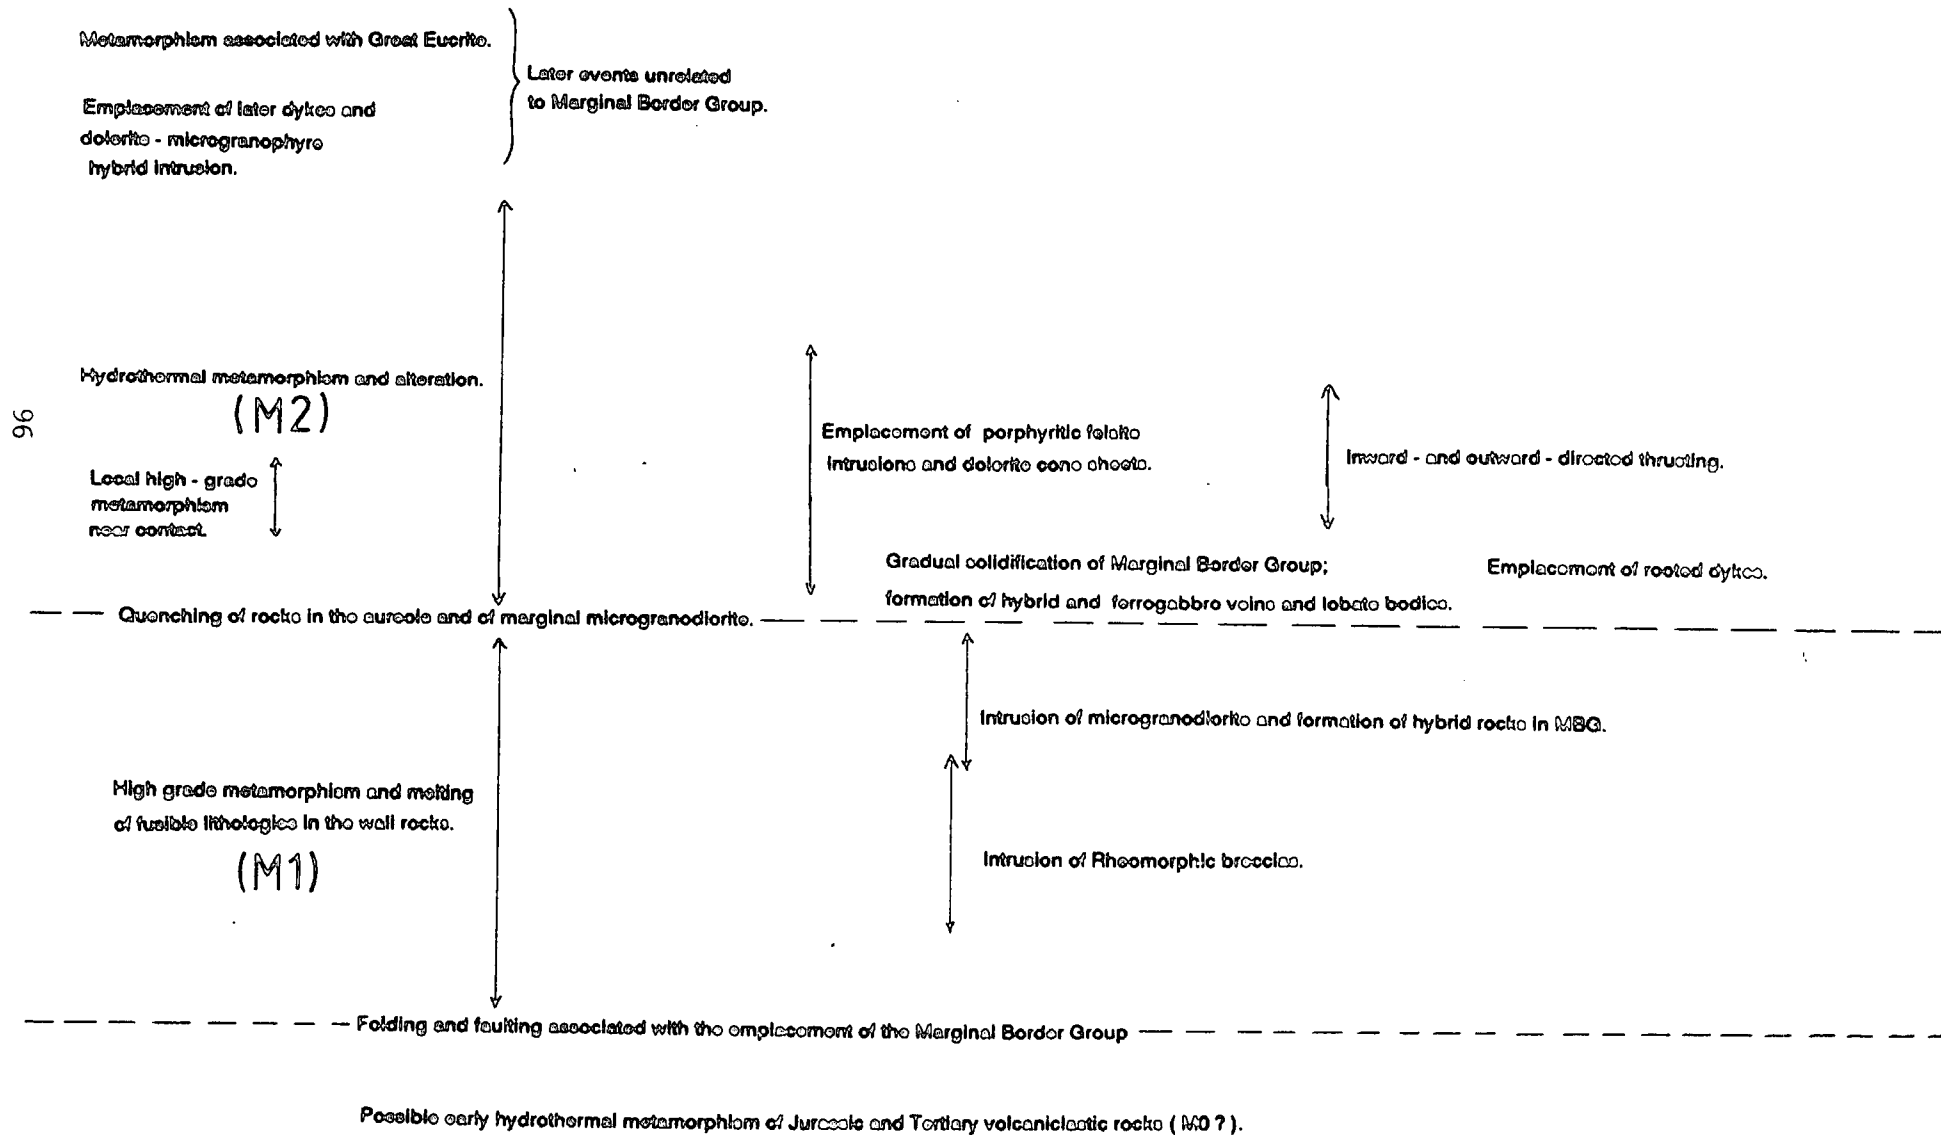 Metamorphism associated with Great Eucrite.
Later events unrelated
to Marginal Border Group.
Emplacement of later dykes and
dolerite - microgranophyre
hybrid intrusion.
Hydrothermal metamorphism and alteration.
(M2)
96
Local high - grade
metamorphism
near contact.
Emplacement of porphyritic felsite
intrusions and dolerite cone sheets.
Inward - and outward - directed thrusting.
Gradual solidification of Marginal Border Group;
formation of hybrid and ferrogabbro veins and lobate bodies.
Emplacement of rooted dykes.
Quenching of rocks in the aureole and of marginal microgranodiorite.
Intrusion of microgranodiorite and formation of hybrid rocks in MBG.
High grade metamorphism and melting
of fusible lithologies in the wall rocks.
(M1)
Intrusion of Rheomorphic breccias.
Folding and faulting associated with the emplacement of the Marginal Border Group
Possible early hydrothermal metamorphism of Jurassic and Tertiary volcaniclastic rocks ( M0 ? ).